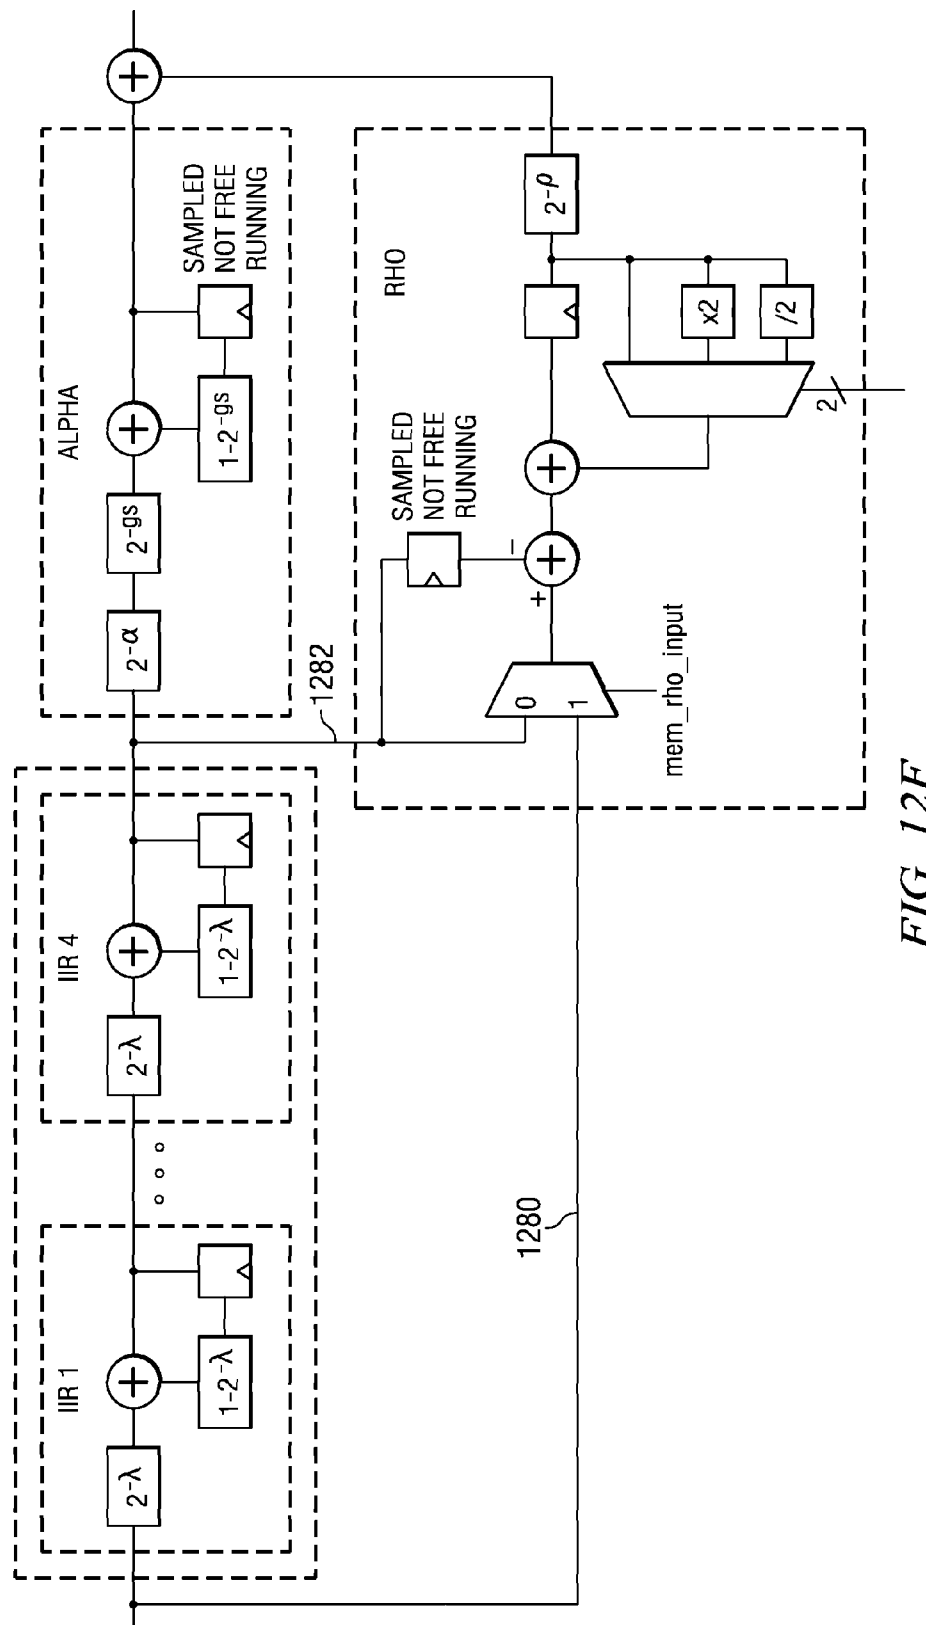 IIR 1
2-λ
1-2-λ
IIR 4
2-λ
1-2-λ
ALPHA
2-α
2-gs
1-2-gs
SAMPLED
NOT FREE
RUNNING
1280
1282
mem_rho_input
0
1
+
−
SAMPLED
NOT FREE
RUNNING
RHO
2-ρ
x2
/2
2
FIG. 12F